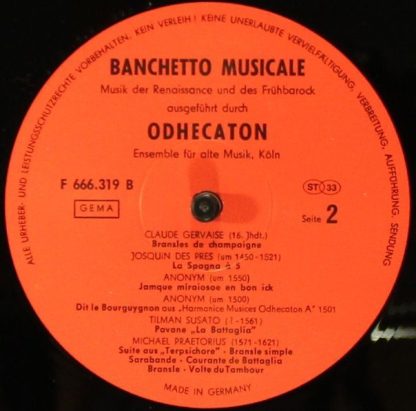 ALLE URHEBER- UND LEISTUNGSSCHUTZRECHTE VORBEHALTEN. KEIN VERLEIH! KEINE UNERLAUBTE VERVIELFÄLTIGUNG, VERBREITUNG, AUFFÜHRUNG, SENDUNG
BANCHETTO MUSICALE
Musik der Renaissance und des Frühbarock
ausgeführt durch
ODHECATON
Ensemble für alte Musik, Köln
F 666.319 B
GEMA
ST 33
Seite 2
CLAUDE GERVAISE (16. Jhdt.)
Bransles de champaigne
JOSQUIN DES PRES (um 1450-1521)
La Spagna à 5
ANONYM (um 1550)
Jamque miraiosoe en bon ick
ANONYM (um 1500)
Dit le Bourguygnon aus „Harmonice Musices Odhecaton A" 1501
TILMAN SUSATO (?-1561)
Pavane „La Battaglia"
MICHAEL PRAETORIUS (1571-1621)
Suite aus „Terpsichore" - Bransle simple
Sarabande - Courante de Battaglia
Bransle - Volte du Tambour
MADE IN GERMANY